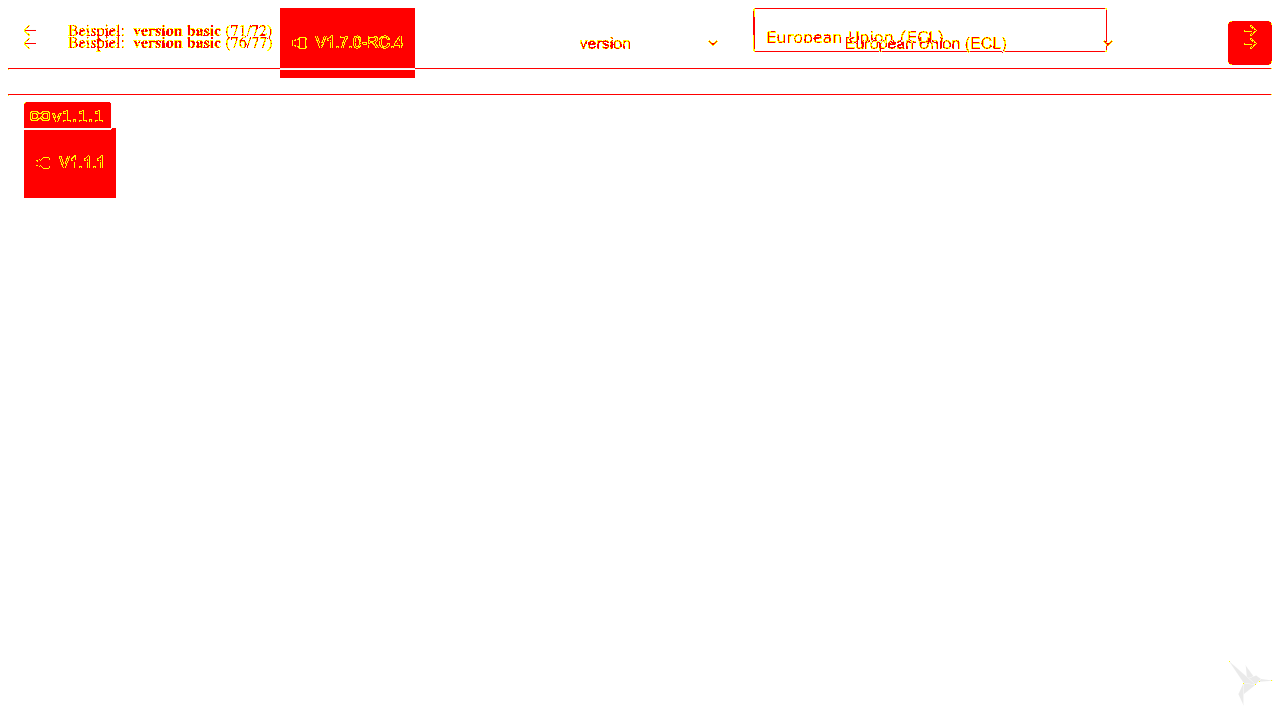 Beispiel: version basic (71/72)
Beispiel: version basic (76/77)
V1.7.0-RC.4
version
European Union (ECL)
European Union (ECL)
v1.1.1
V1.1.1